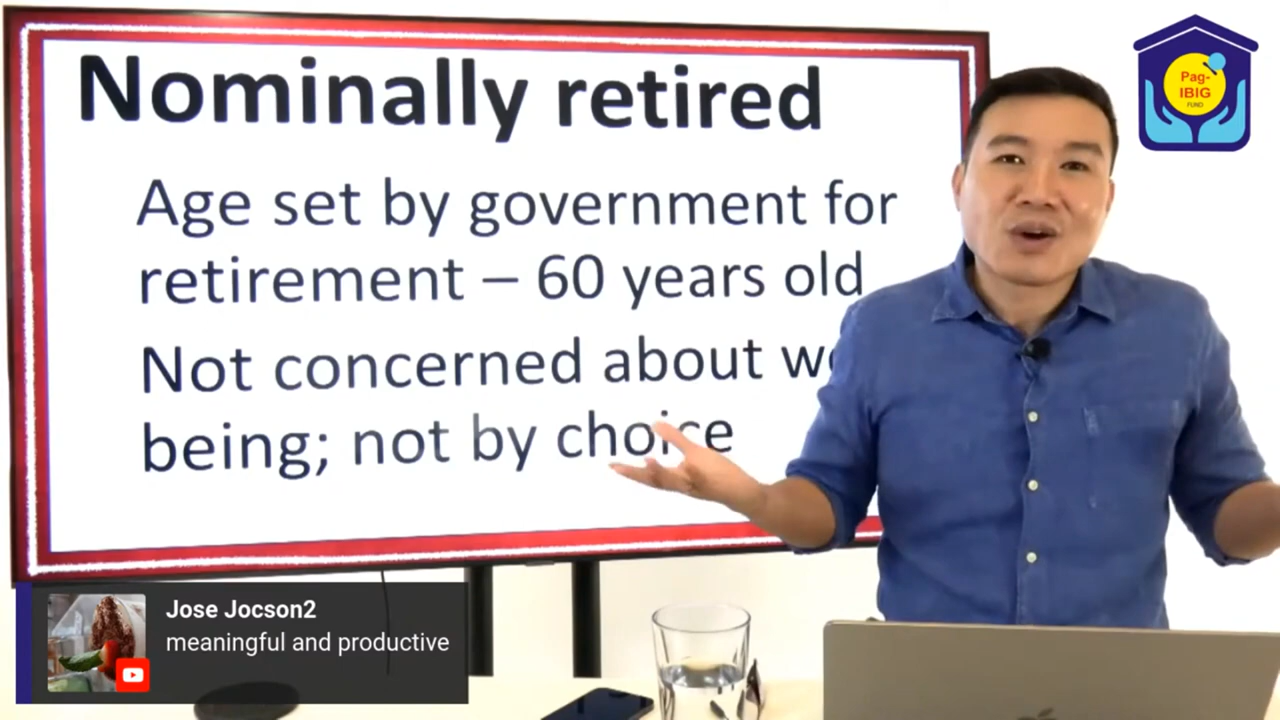 Nominally retired
Age set by government for
retirement – 60 years old
Not concerned about
being; not by choice
Pag-
IBIG
FUND
Jose Jocson2
meaningful and productive